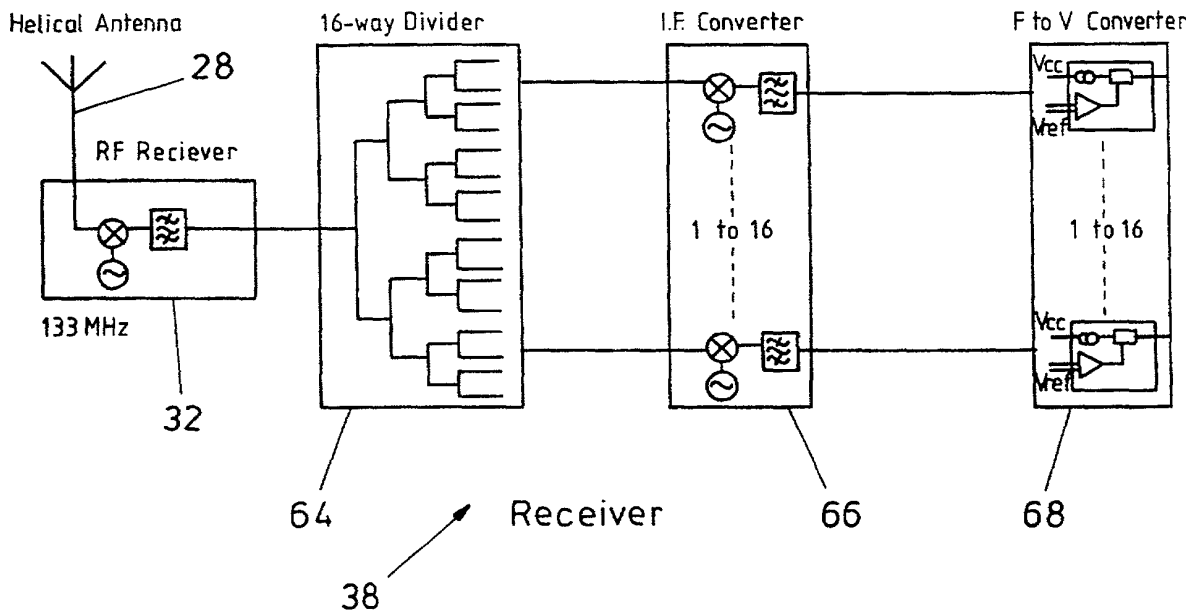 Helical Antenna
16-way Divider
I.F. Converter
F to V Converter
28
RF Reciever
Vcc
Vref
1 to 16
1 to 16
133 MHz
Vcc
Vref
32
64
Receiver
66
68
38